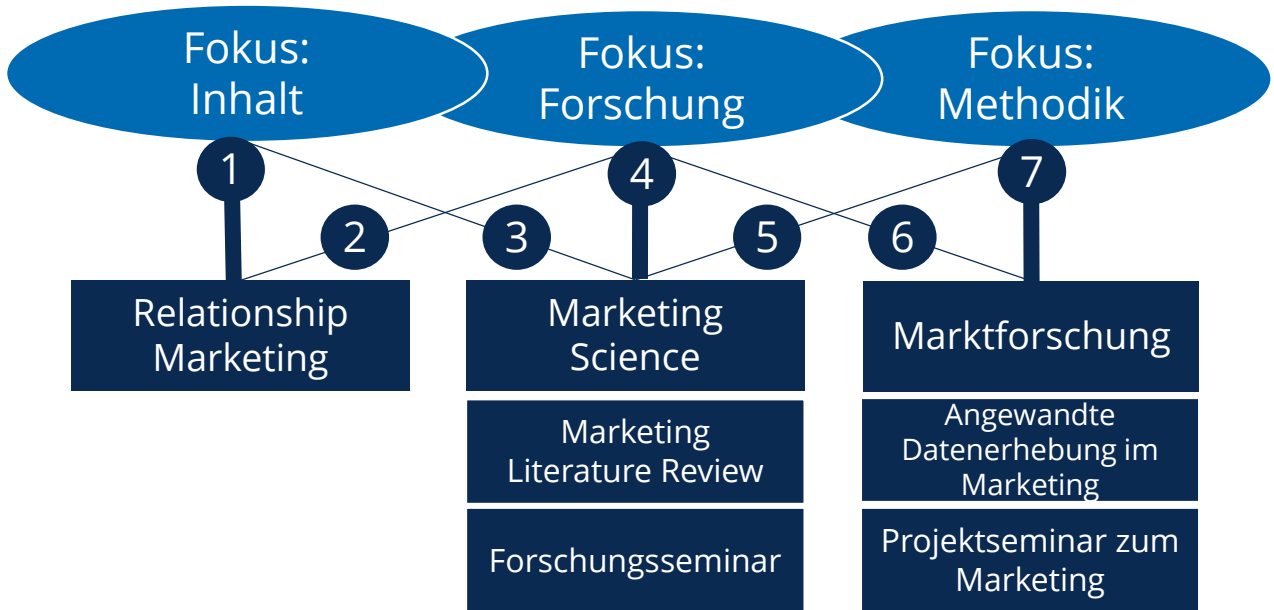 Fokus:
Inhalt
Fokus:
Forschung
Fokus:
Methodik
1
4
7
2
3
5
6
Relationship
Marketing
Marketing
Science
Marktforschung
Marketing
Literature Review
Angewandte
Datenerhebung im
Marketing
Forschungsseminar
Projektseminar zum
Marketing